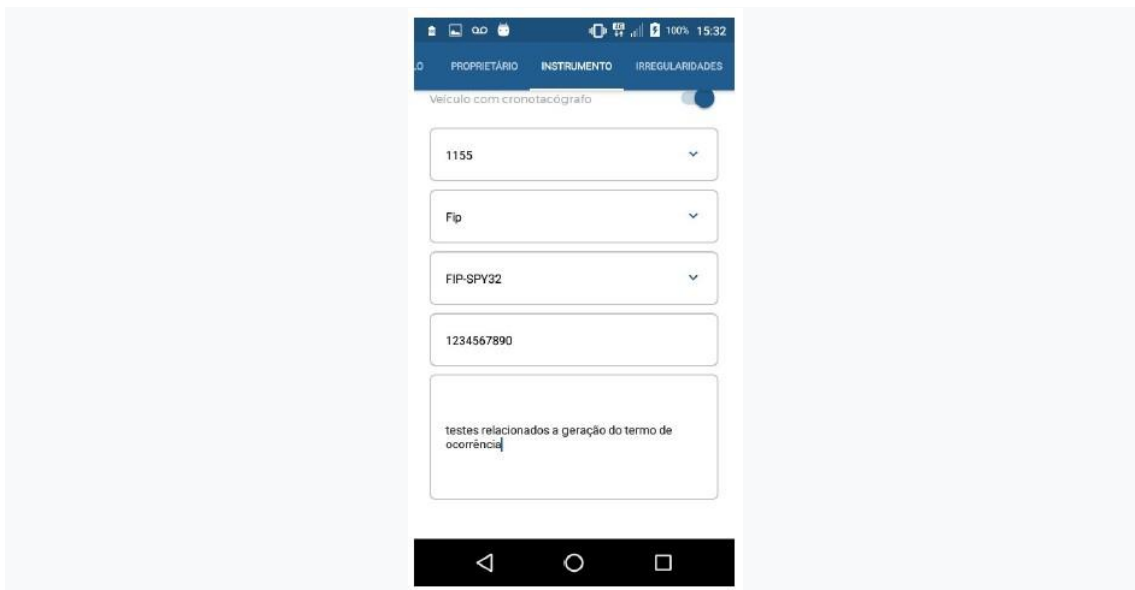 100% 15:32
LO PROPRIETÁRIO INSTRUMENTO IRREGULARIDADES
Veículo com cronotacógrafo
1155
Fip
FIP-SPY32
1234567890
testes relacionados a geração do termo de
ocorrência